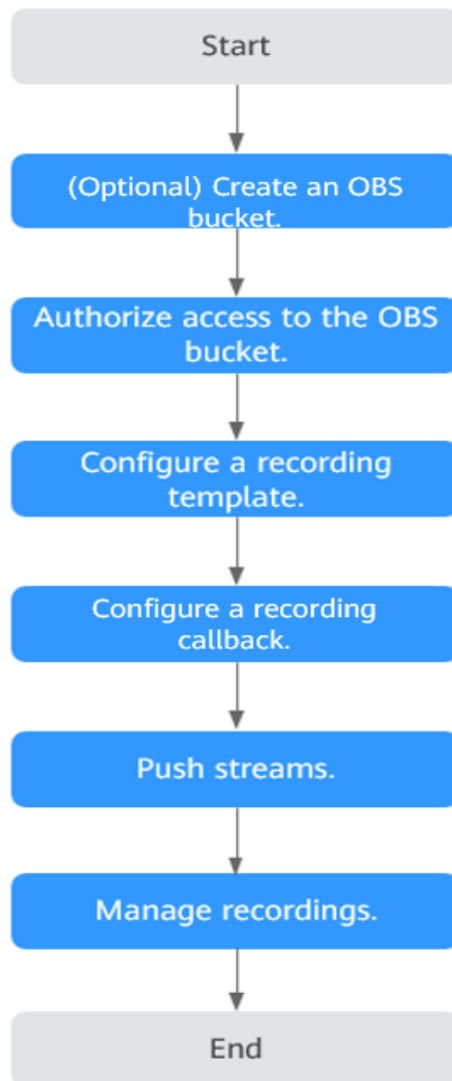 Start
(Optional) Create an OBS
bucket.
Authorize access to the OBS
bucket.
Configure a recording
template.
Configure a recording
callback.
Push streams.
Manage recordings.
End